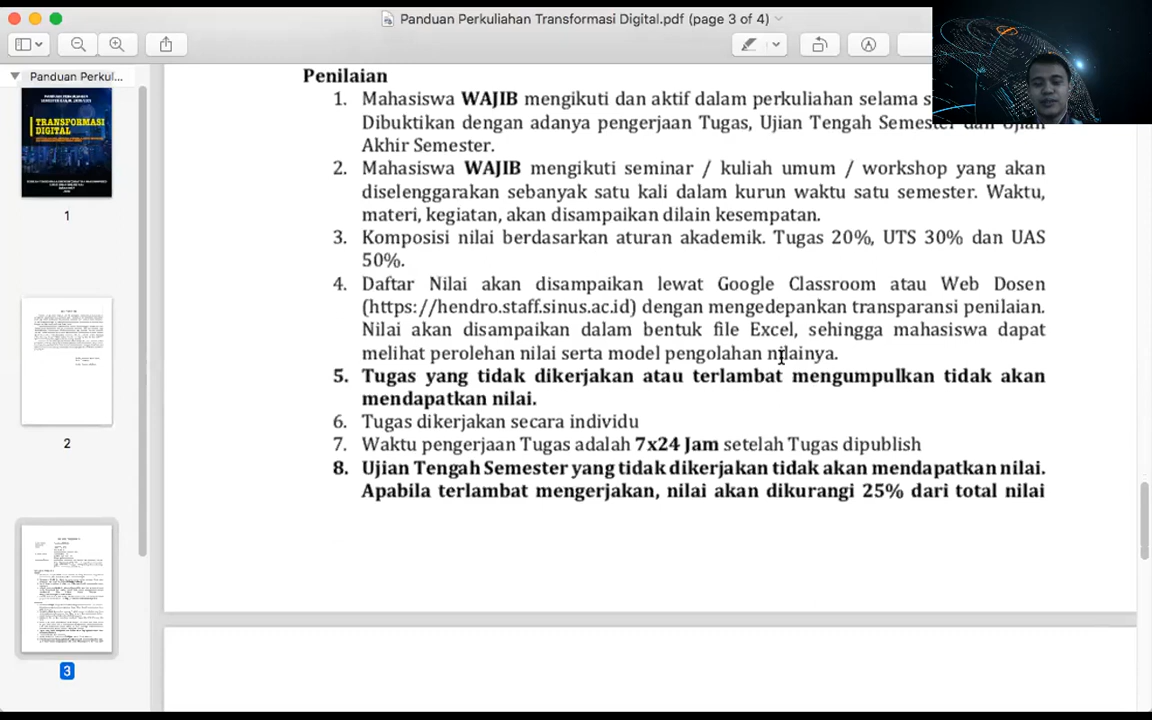 Panduan Perkuliahan Transformasi Digital.pdf (page 3 of 4)
Panduan Perkul...
TRANSFORMASI
DIGITAL
1
2
3
Penilaian
1. Mahasiswa WAJIB mengikuti dan aktif dalam perkuliahan selama
Dibuktikan dengan adanya pengerjaan Tugas, Ujian Tengah Semester dan Ujian
Akhir Semester.
2. Mahasiswa WAJIB mengikuti seminar / kuliah umum / workshop yang akan
diselenggarakan sebanyak satu kali dalam kurun waktu satu semester. Waktu,
materi, kegiatan, akan disampaikan dilain kesempatan.
3. Komposisi nilai berdasarkan aturan akademik. Tugas 20%, UTS 30% dan UAS
50%.
4. Daftar Nilai akan disampaikan lewat Google Classroom atau Web Dosen
(https://hendro.staff.sinus.ac.id) dengan mengedepankan transparansi penilaian.
Nilai akan disampaikan dalam bentuk file Excel, sehingga mahasiswa dapat
melihat perolehan nilai serta model pengolahan nilainya.
5. Tugas yang tidak dikerjakan atau terlambat mengumpulkan tidak akan
mendapatkan nilai.
6. Tugas dikerjakan secara individu
7. Waktu pengerjaan Tugas adalah 7x24 Jam setelah Tugas dipublish
8. Ujian Tengah Semester yang tidak dikerjakan tidak akan mendapatkan nilai.
Apabila terlambat mengerjakan, nilai akan dikurangi 25% dari total nilai